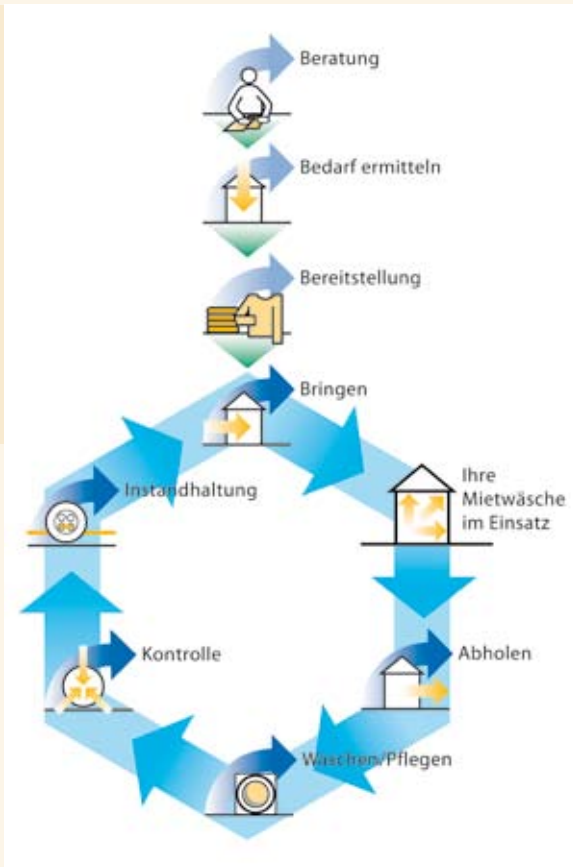 Beratung
Bedarf ermitteln
Bereitstellung
Bringen
Instandhaltung
Ihre
Mietwäsche
im Einsatz
Kontrolle
Abholen
Waschen/Pflegen